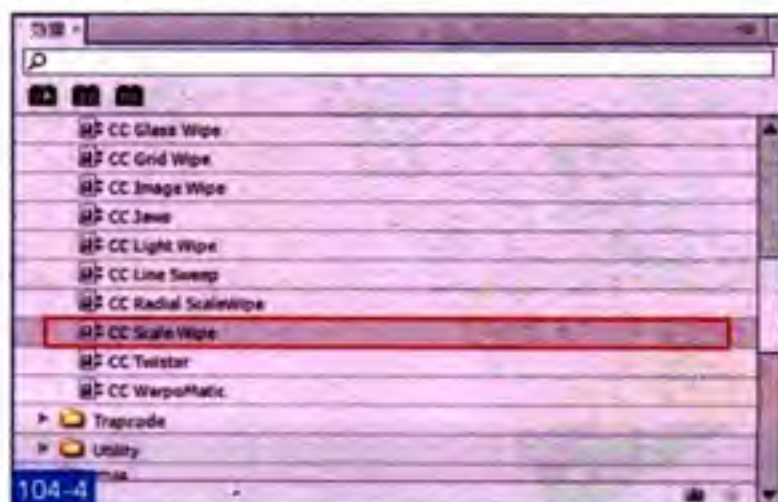 效果
CC Glass Wipe
CC Grid Wipe
CC Image Wipe
CC Jaws
CC Light Wipe
CC Line Sweep
CC Radial ScaleWipe
CC Scale Wipe
CC Twister
CC WarpoMatic
Trapcode
Utility
104-4